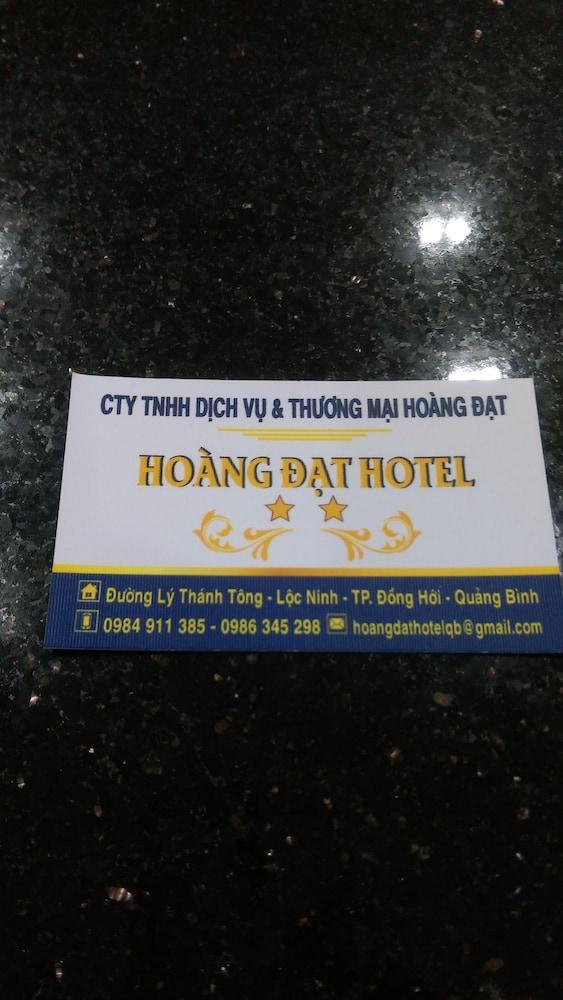 CTY TNHH DỊCH VỤ & THƯƠNG MẠI HOÀNG ĐẠT
HOÀNG ĐẠT HOTEL
Đường Lý Thánh Tông - Lộc Ninh - TP. Đồng Hới - Quảng Bình
0984 911 385 - 0986 345 298 hoangdathotelqb@gmail.com